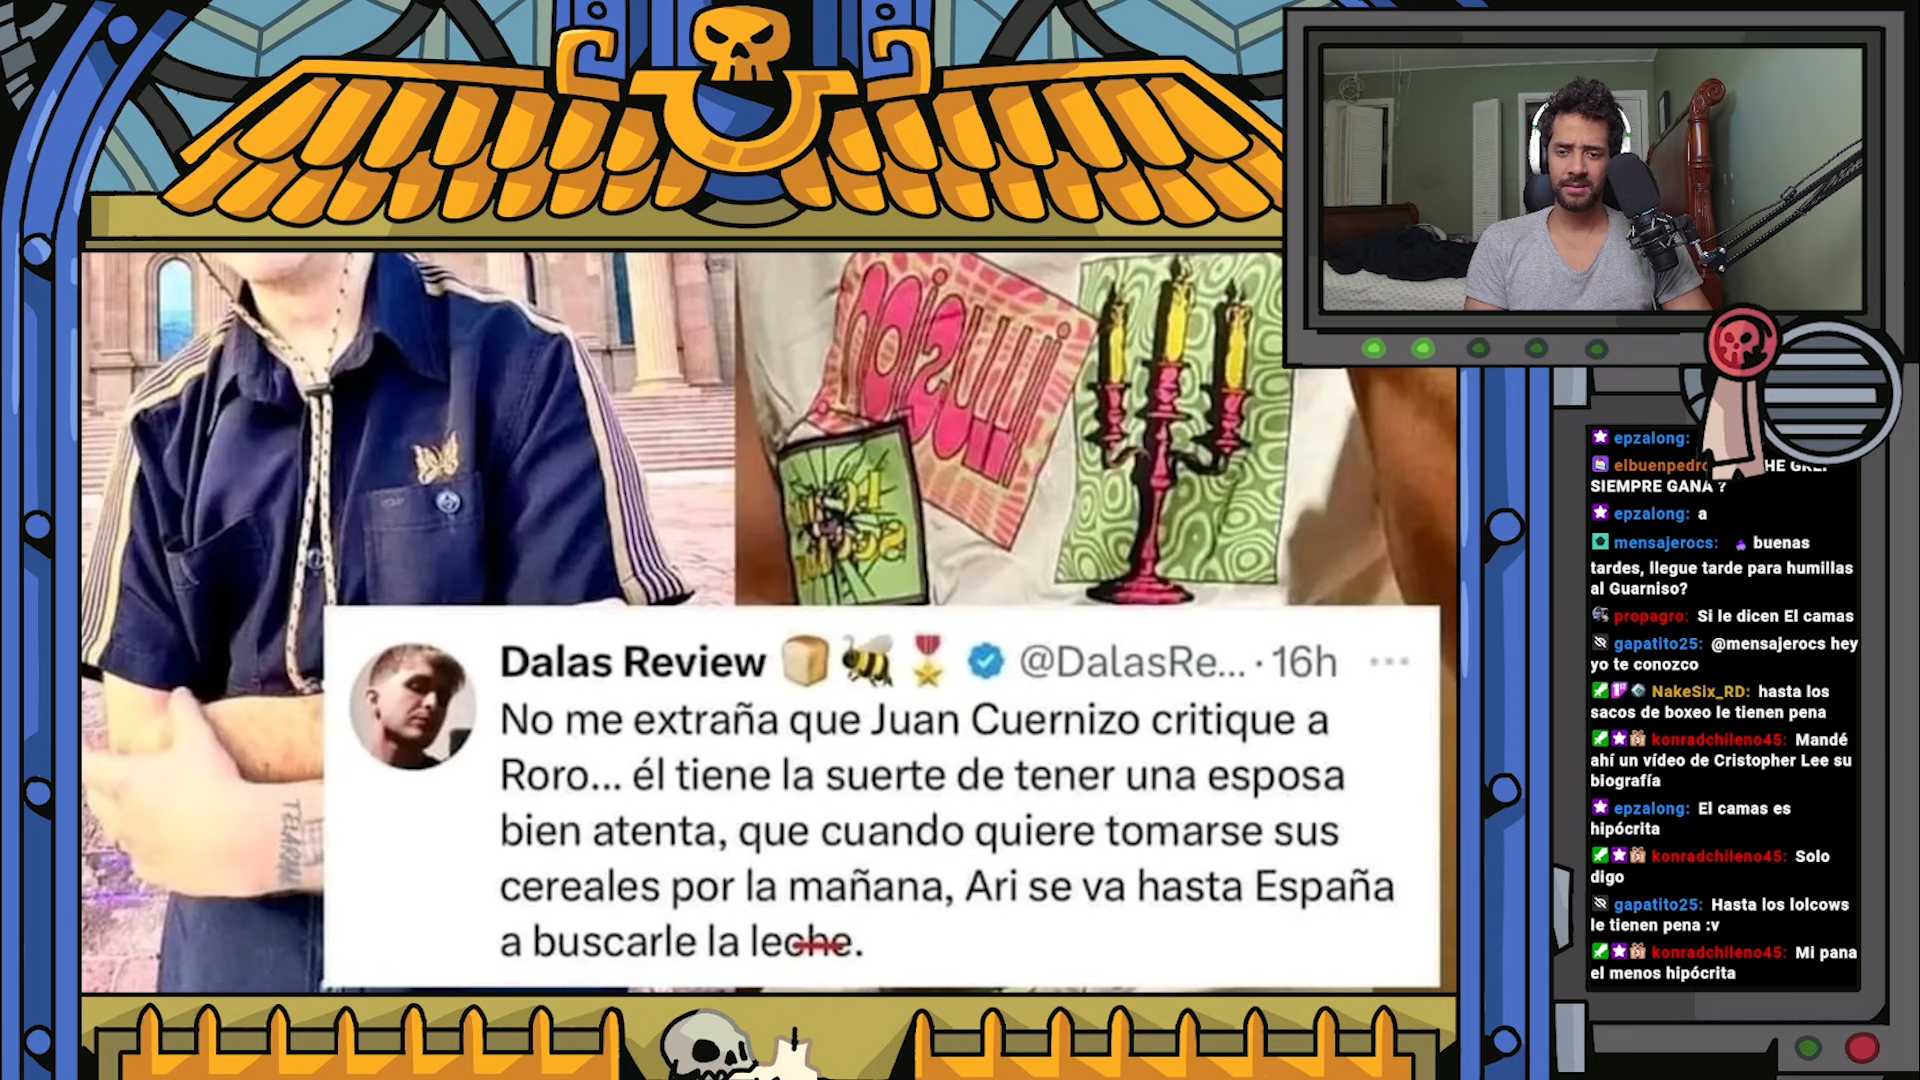 Dalas Review 🍞🐝🎖️ @DalasRe... · 16h ...
No me extraña que Juan Cuernizo critique a
Roro... él tiene la suerte de tener una esposa
bien atenta, que cuando quiere tomarse sus
cereales por la mañana, Ari se va hasta España
a buscarle la leche.
epzalong:
elbuenpedro
SIEMPRE GANA ?
epzalong: a
mensajerocs: buenas
tardes, llegue tarde para humillas
al Guarniso?
propagro: Si le dicen El camas
gapatito25: @mensajerocs hey
yo te conozco
NakeSix_RD: hasta los
sacos de boxeo le tienen pena
konradchileno45: Mandé
ahí un vídeo de Cristopher Lee su
biografía
epzalong: El camas es
hipócrita
konradchileno45: Solo
digo
gapatito25: Hasta los lolcows
le tienen pena :v
konradchileno45: Mi pana
el menos hipócrita